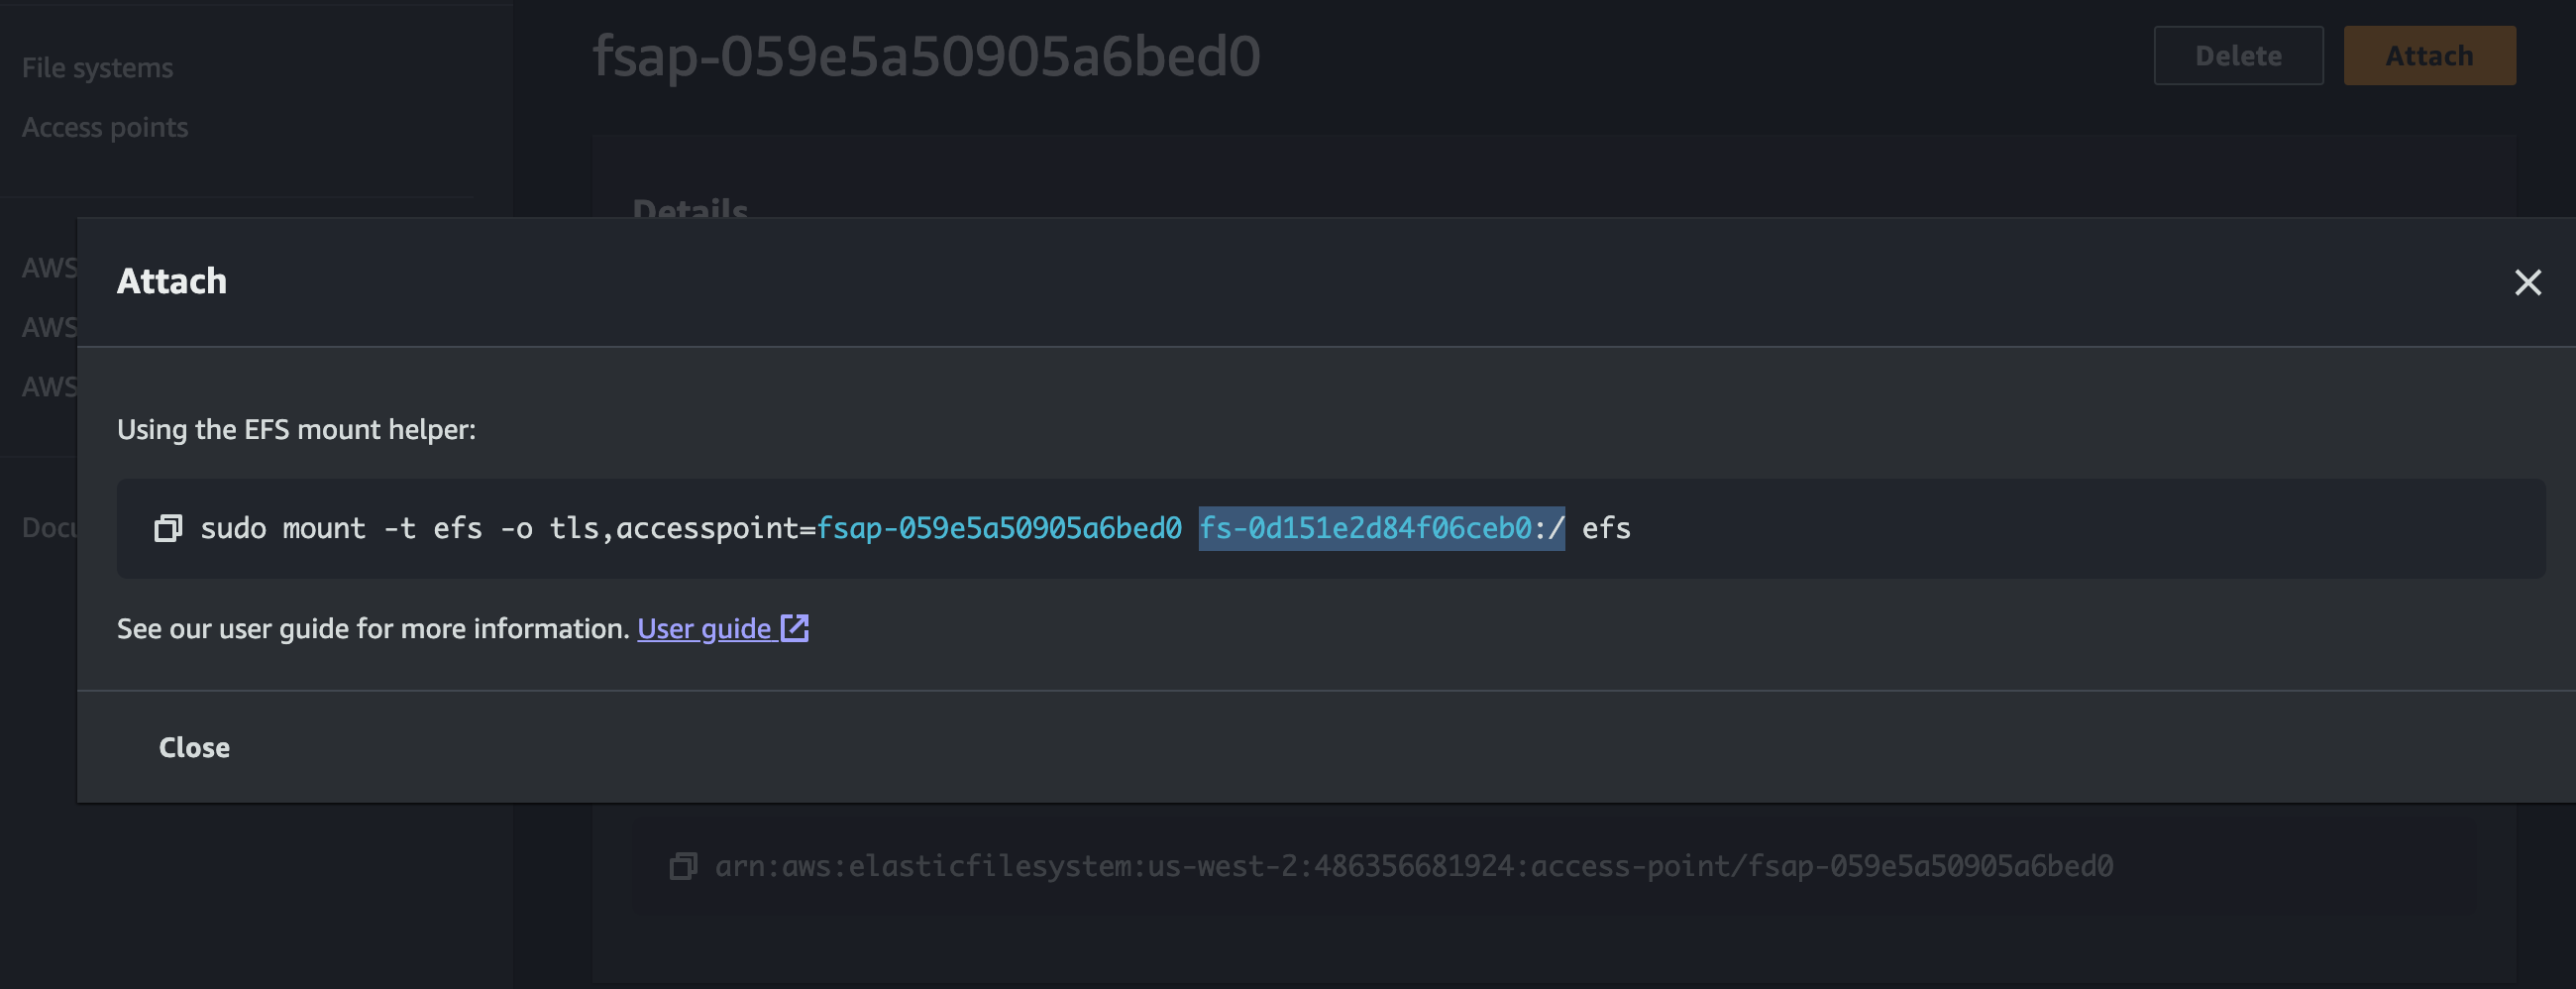 File systems
Access points
fsap-059e5a50905a6bed0
Delete
Attach
Details
AWS
AWS
AWS
Docu
Attach
Using the EFS mount helper:
sudo mount -t efs -o tls,accesspoint=fsap-059e5a50905a6bed0 fs-0d151e2d84f06ceb0:/ efs
See our user guide for more information. User guide
Close
arn:aws:elasticfilesystem:us-west-2:486356681924:access-point/fsap-059e5a50905a6bed0